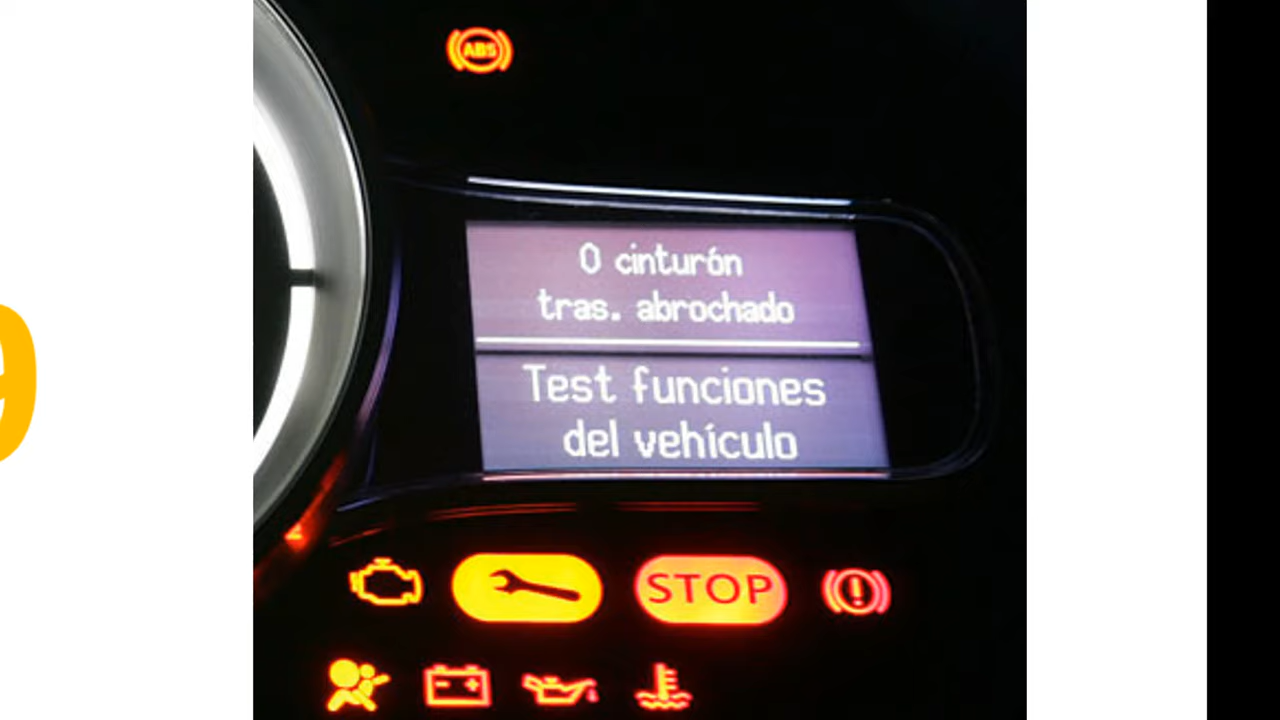 ABS
0 cinturón
tras. abrochado
Test funciones
del vehículo
STOP